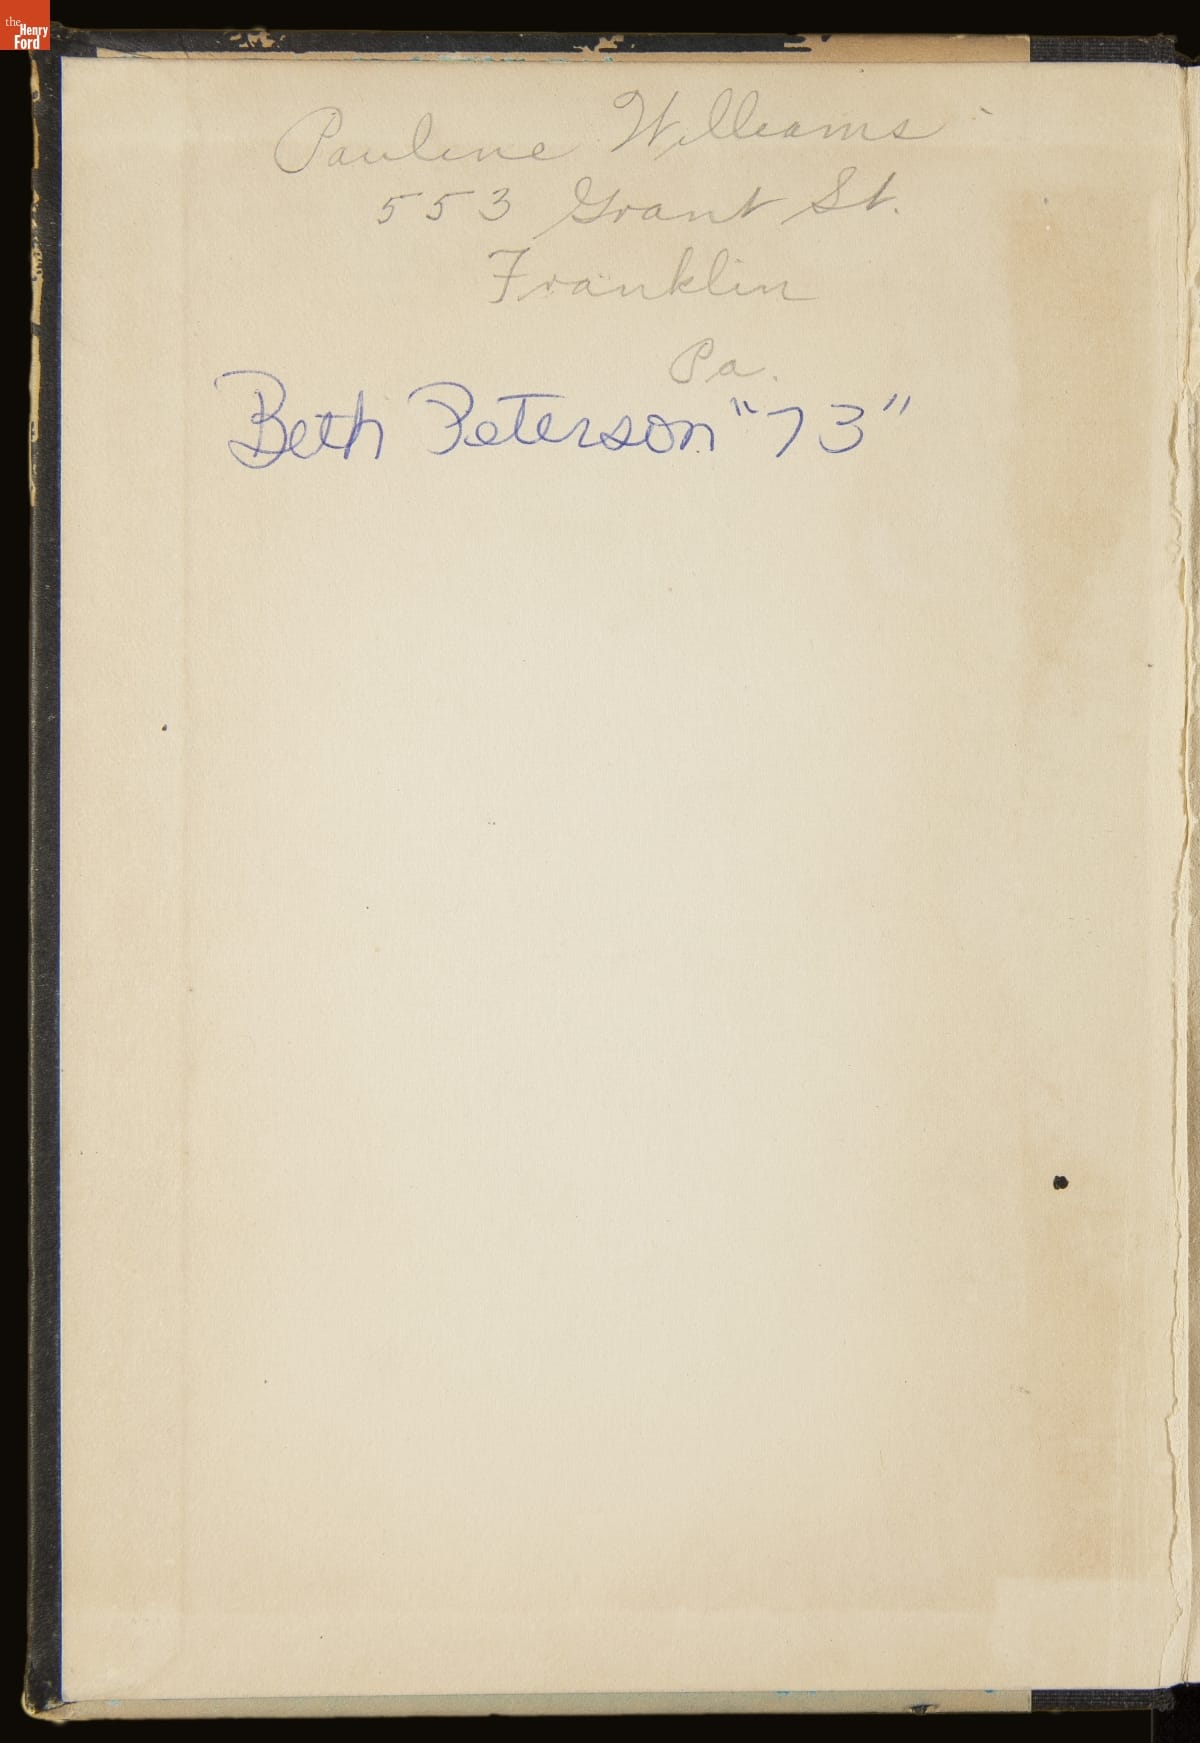 the
Henry
Ford
Pauline Williams
553 Grant St.
Franklin
Pa.
Beth Peterson "73"